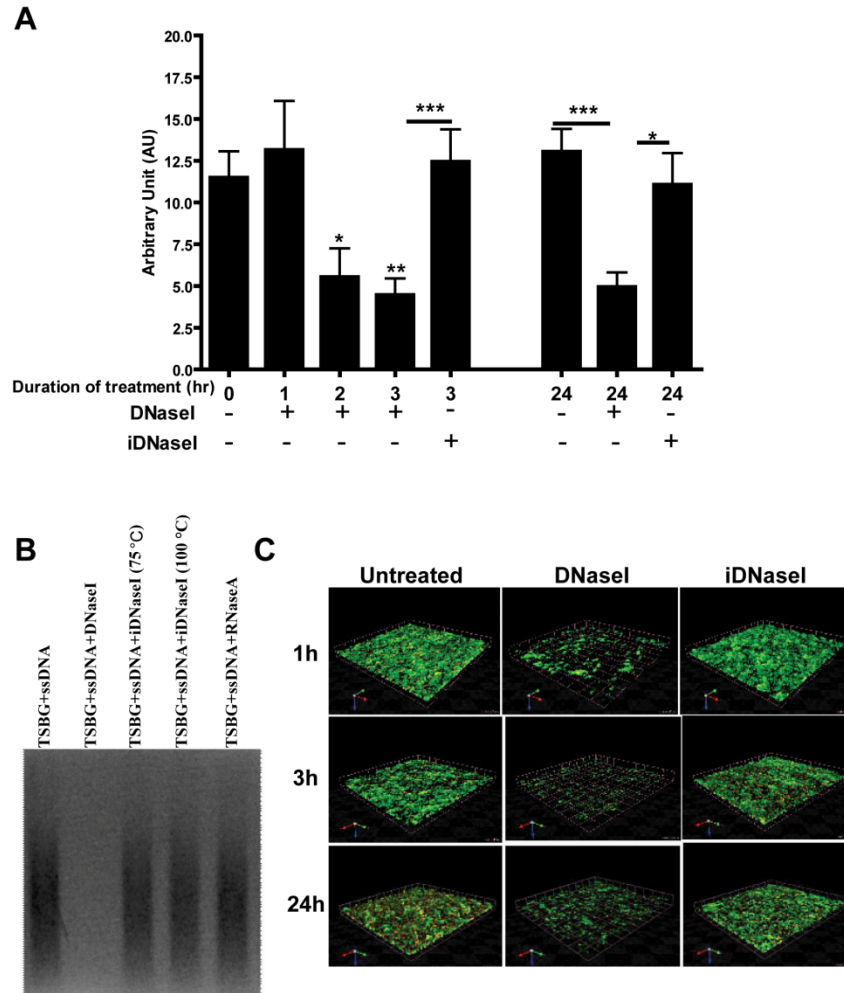 A
Arbitrary Unit (AU)
20.0
17.5
15.0
12.5
10.0
7.5
5.0
2.5
0.0
* ** *** *** *
Duration of treatment (hr) 0 1 2 3 3 24 24 24
DNaseI - + + + - - + -
iDNaseI - - - - + - - +
B
TSBG+ssDNA
TSBG+ssDNA+DNaseI
TSBG+ssDNA+iDNaseI (75 °C)
TSBG+ssDNA+iDNaseI (100 °C)
TSBG+ssDNA+RNaseA
C
Untreated DNaseI iDNaseI
1h
3h
24h